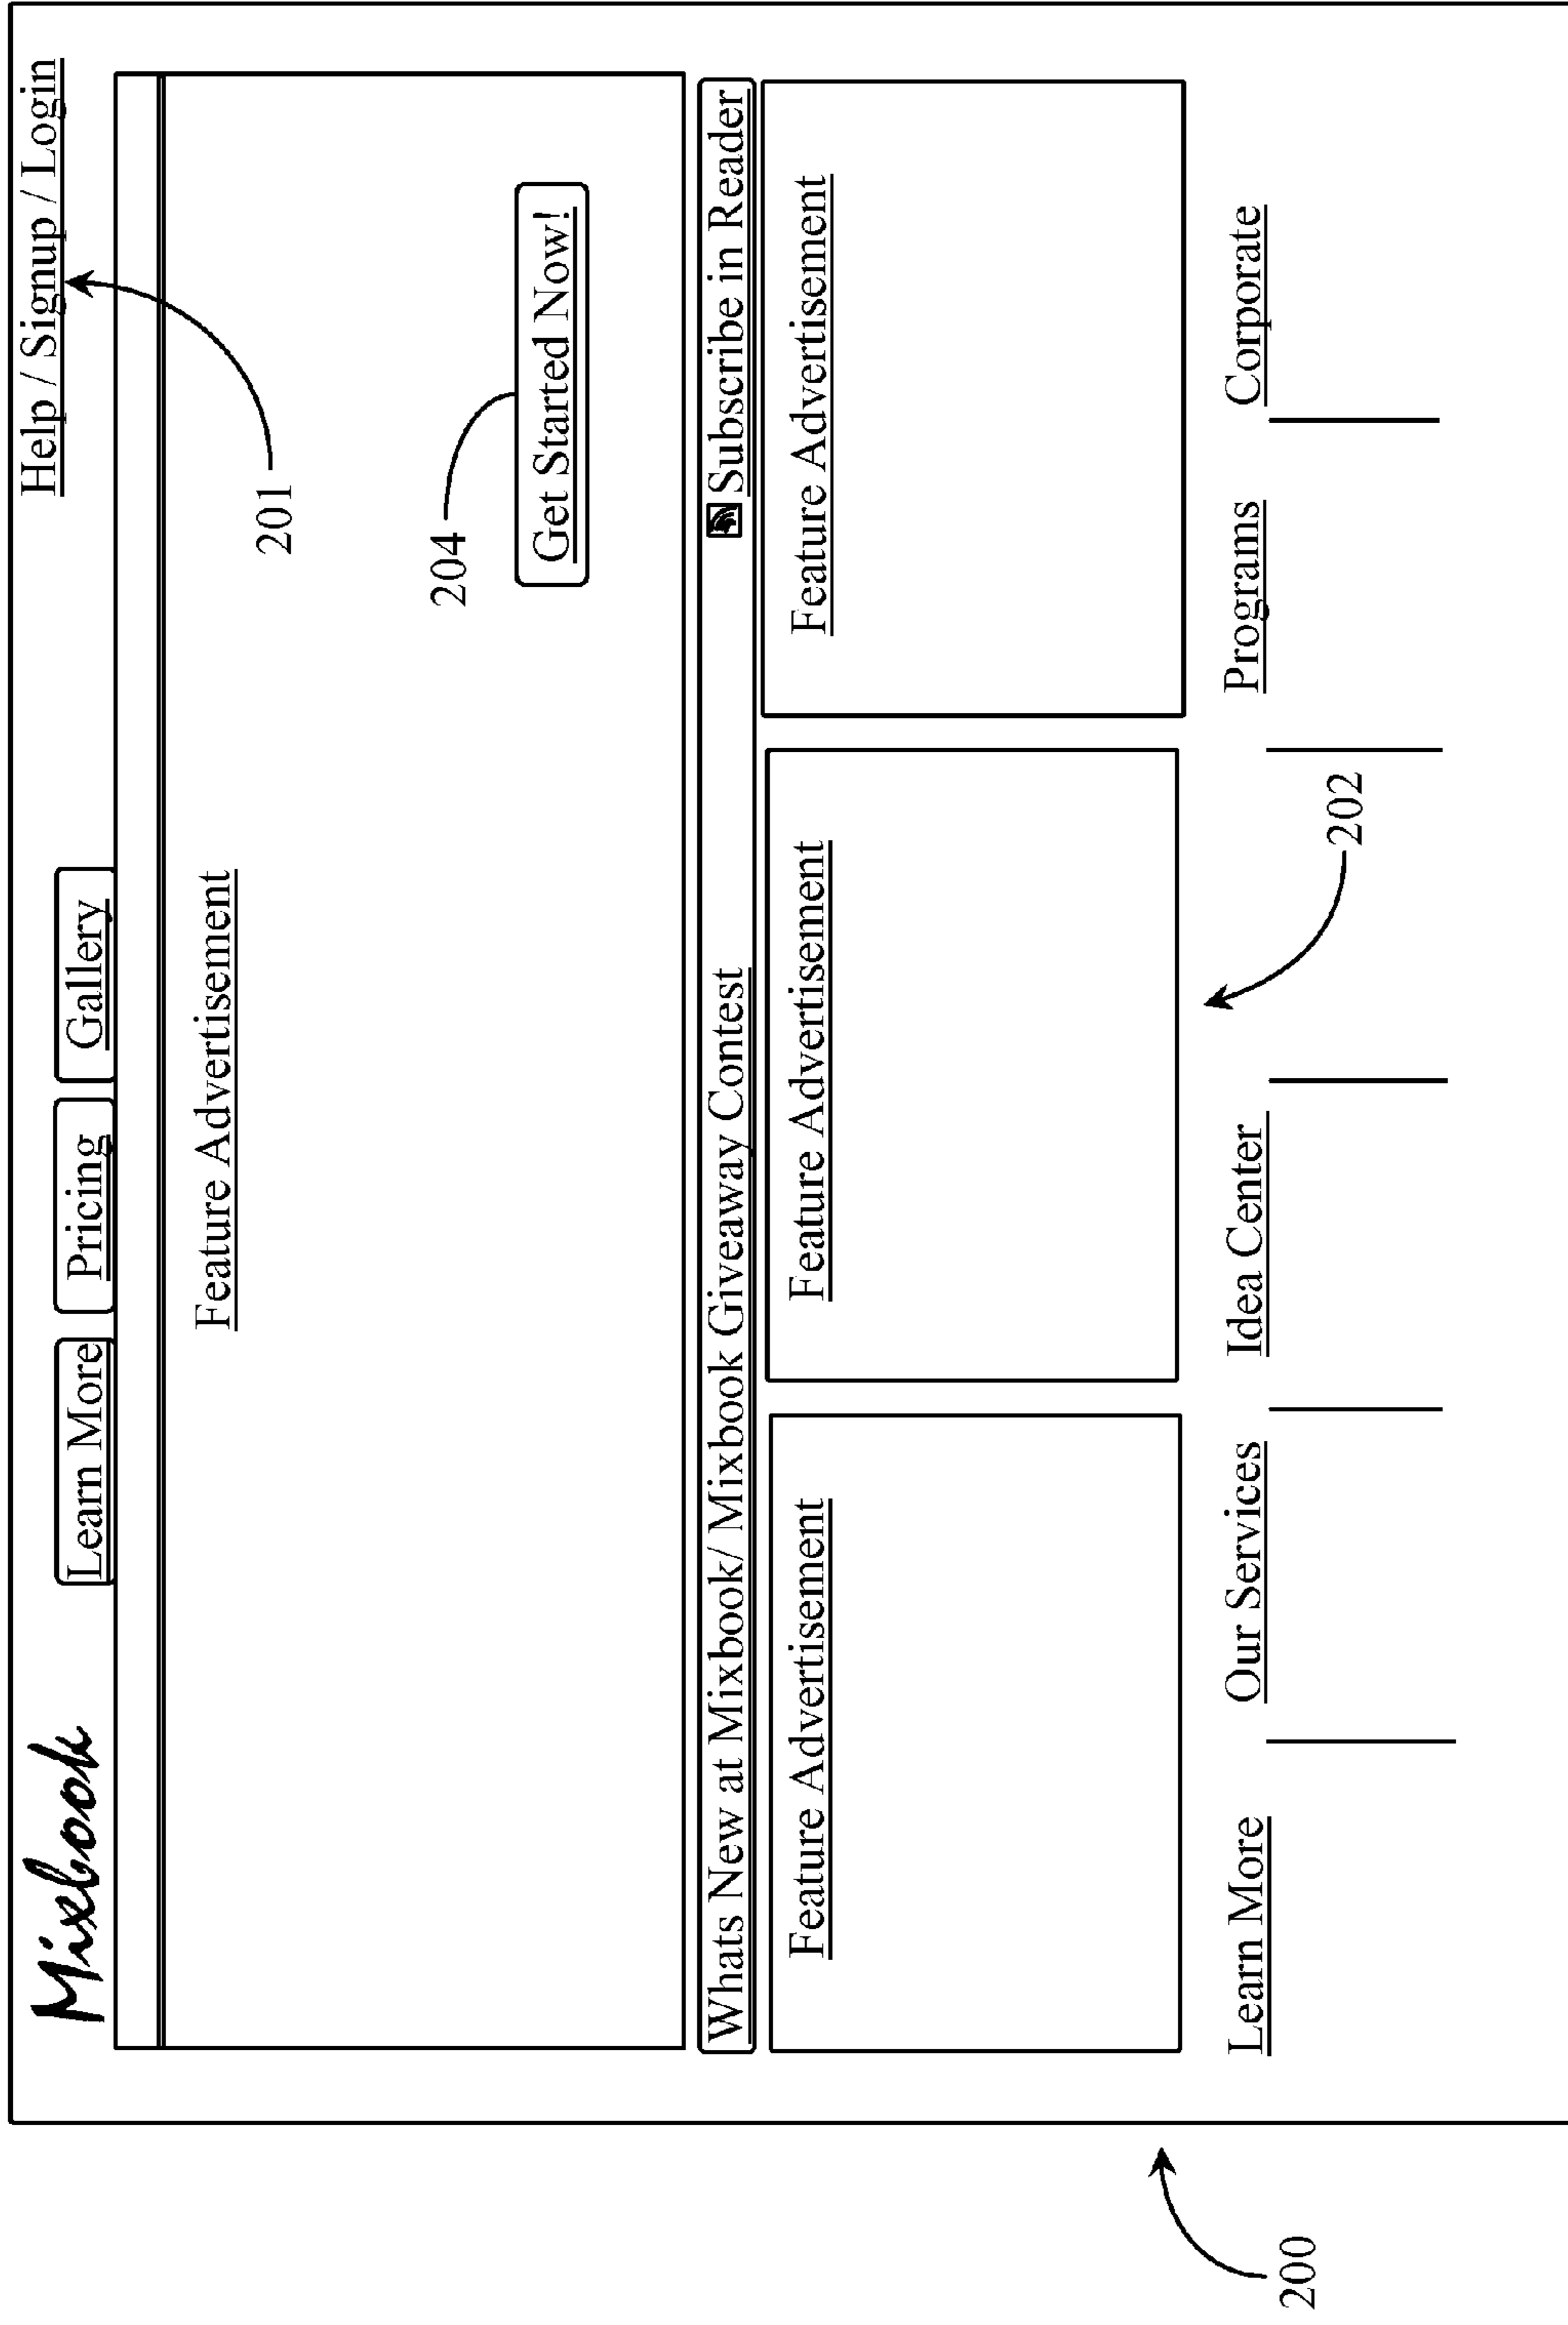 Help / Signup / Login
Mixbook
Learn More
Pricing
Gallery
201
Feature Advertisement
204
Get Started Now!
Whats New at Mixbook/ Mixbook Giveaway Contest
Subscribe in Reader
Feature Advertisement
Feature Advertisement
Feature Advertisement
Learn More
Our Services
Idea Center
Programs
Corporate
202
200